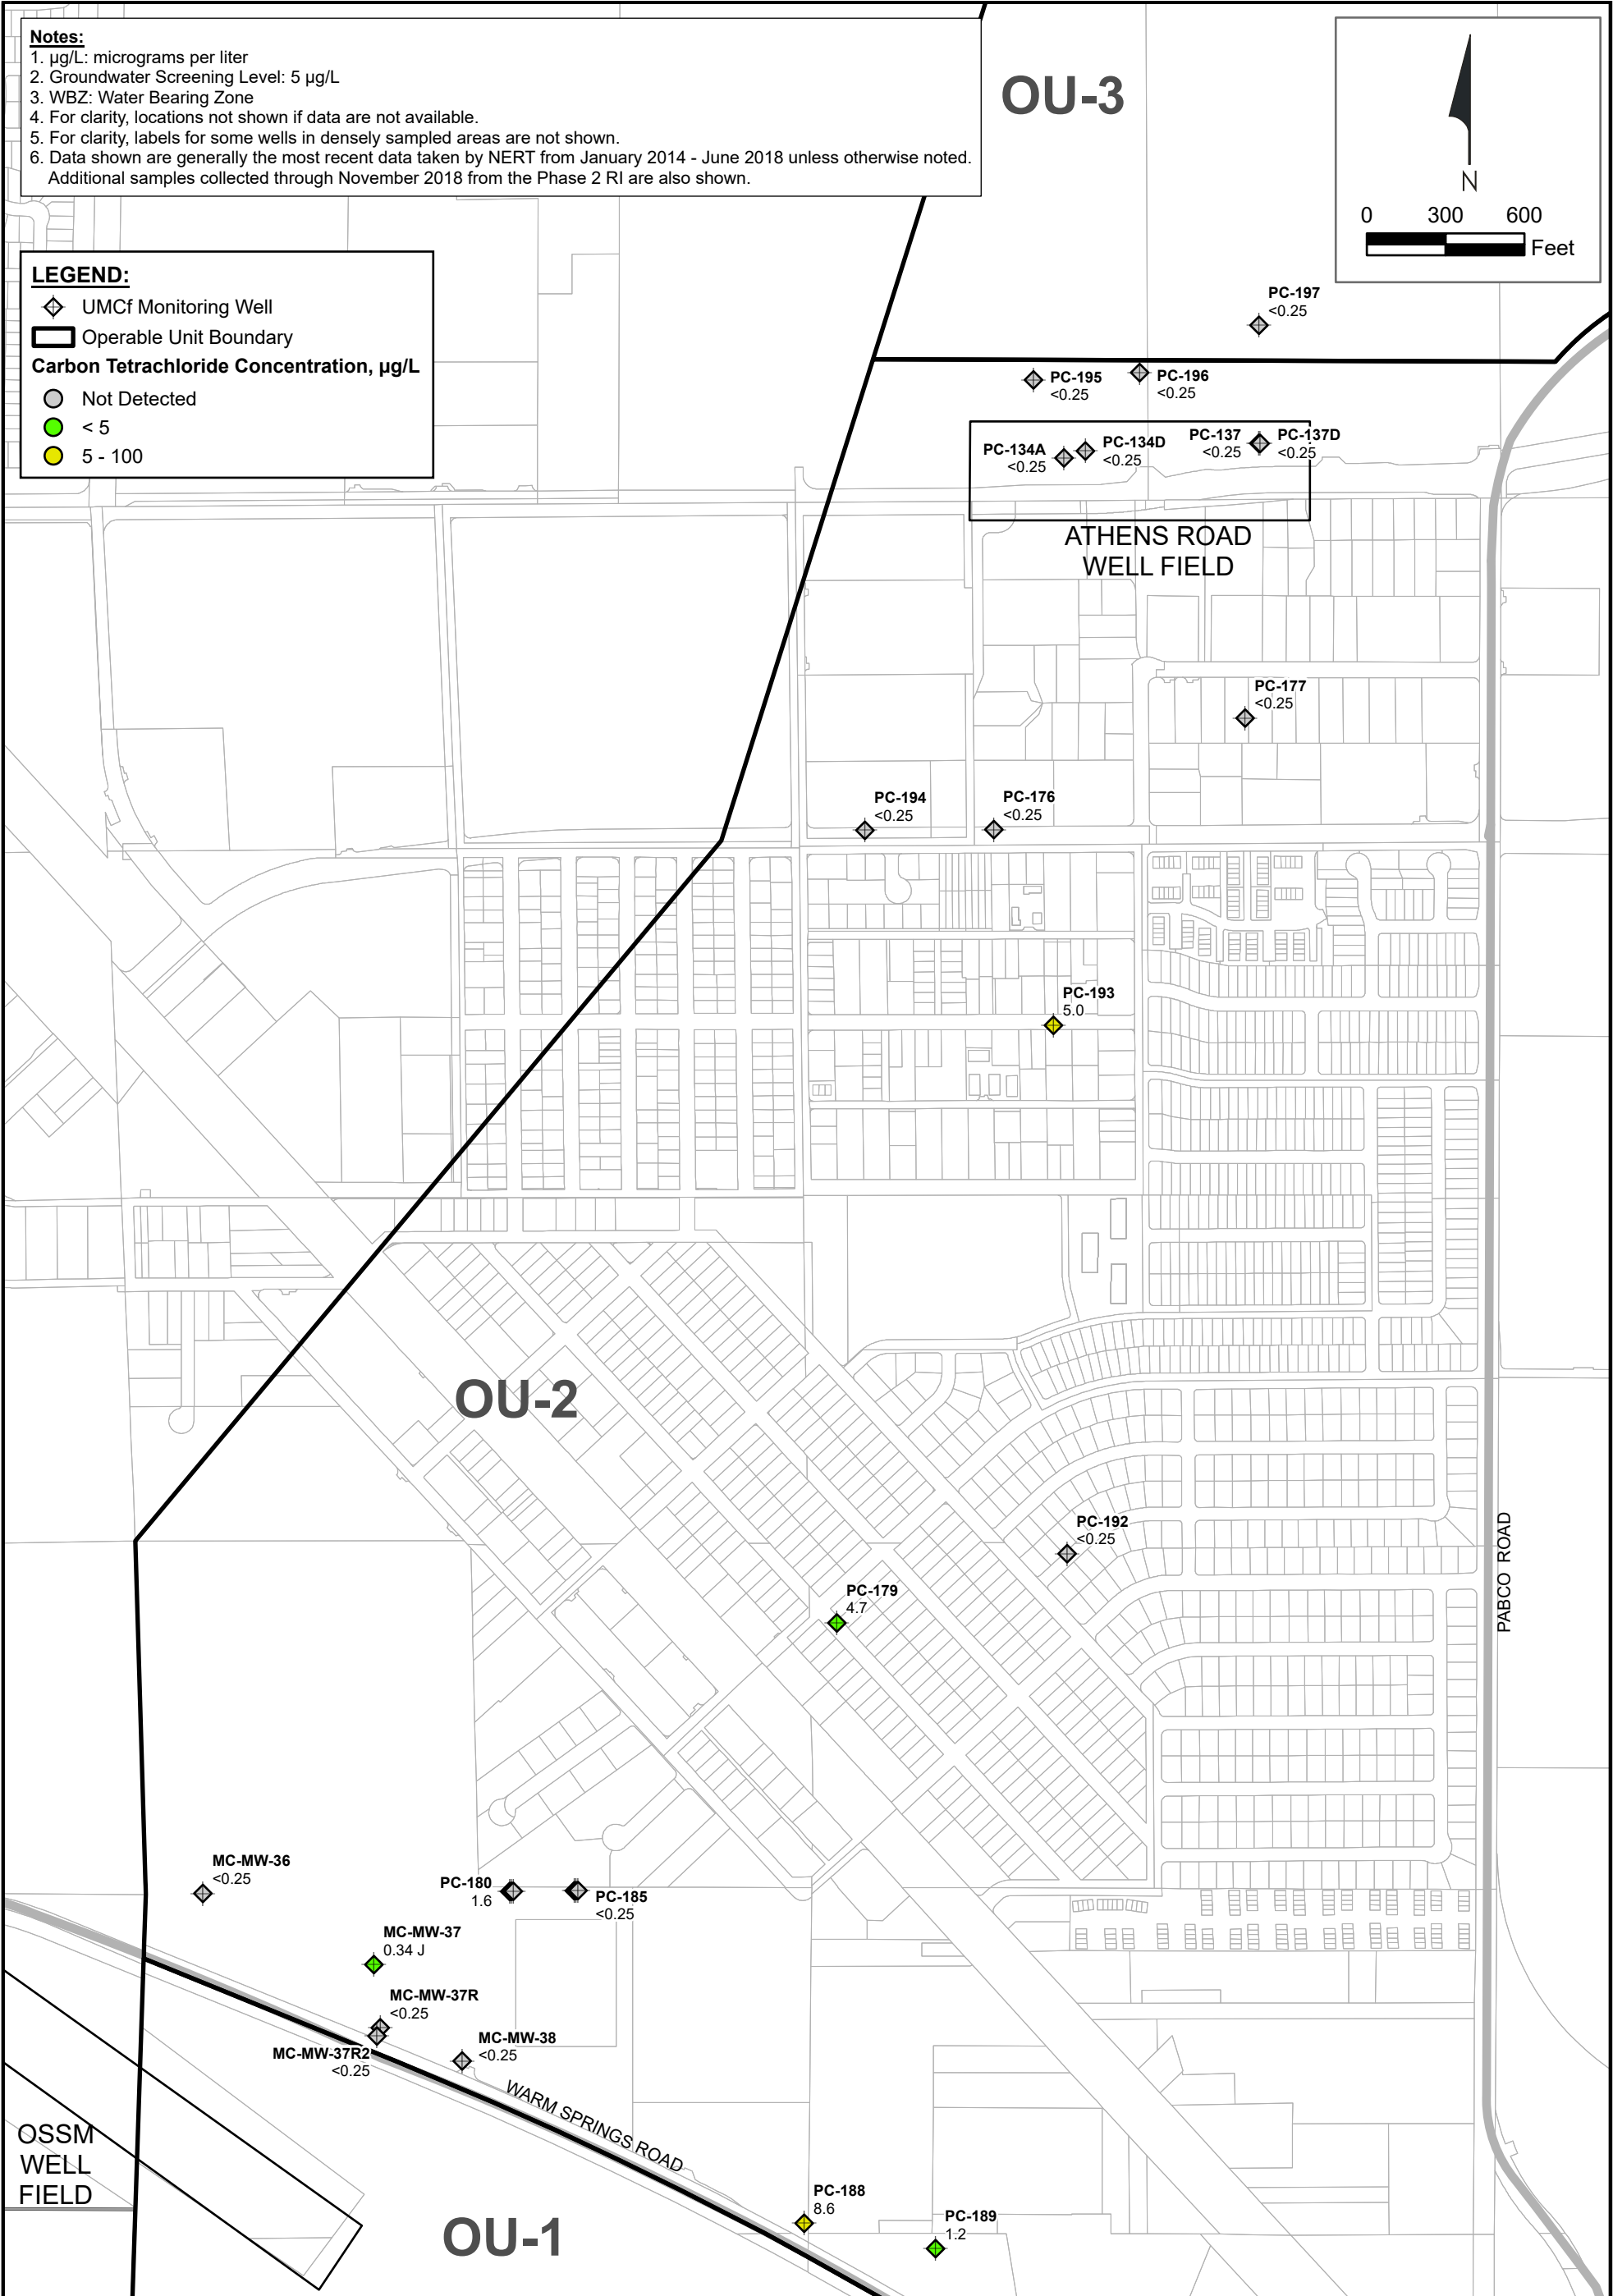 Notes:
1. µg/L: micrograms per liter
2. Groundwater Screening Level: 5 µg/L
3. WBZ: Water Bearing Zone
4. For clarity, locations not shown if data are not available.
5. For clarity, labels for some wells in densely sampled areas are not shown.
6. Data shown are generally the most recent data taken by NERT from January 2014 - June 2018 unless otherwise noted.
Additional samples collected through November 2018 from the Phase 2 RI are also shown.
OU-3
N
0 300 600
Feet
LEGEND:
UMCf Monitoring Well
Operable Unit Boundary
Carbon Tetrachloride Concentration, µg/L
Not Detected
< 5
5 - 100
PC-197
<0.25
PC-195
<0.25
PC-196
<0.25
PC-134A
<0.25
PC-134D
<0.25
PC-137
<0.25
PC-137D
<0.25
ATHENS ROAD
WELL FIELD
PC-177
<0.25
PC-194
<0.25
PC-176
<0.25
PC-193
5.0
OU-2
PC-192
<0.25
PABCO ROAD
PC-179
4.7
MC-MW-36
<0.25
PC-180
1.6
PC-185
<0.25
MC-MW-37
0.34 J
MC-MW-37R
<0.25
MC-MW-37R2
<0.25
MC-MW-38
<0.25
WARM SPRINGS ROAD
OSSM
WELL
FIELD
PC-188
8.6
PC-189
1.2
OU-1